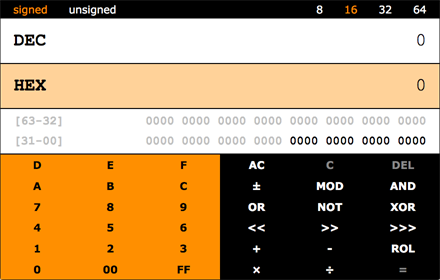 signed unsigned 8 16 32 64
DEC 0
HEX 0
[63-32] 0000 0000 0000 0000 0000 0000 0000 0000
[31-00] 0000 0000 0000 0000 0000 0000 0000 0000
D E F AC C DEL
A B C ± MOD AND
7 8 9 OR NOT XOR
4 5 6 << >> >>>
1 2 3 + - ROL
0 00 FF × ÷ =